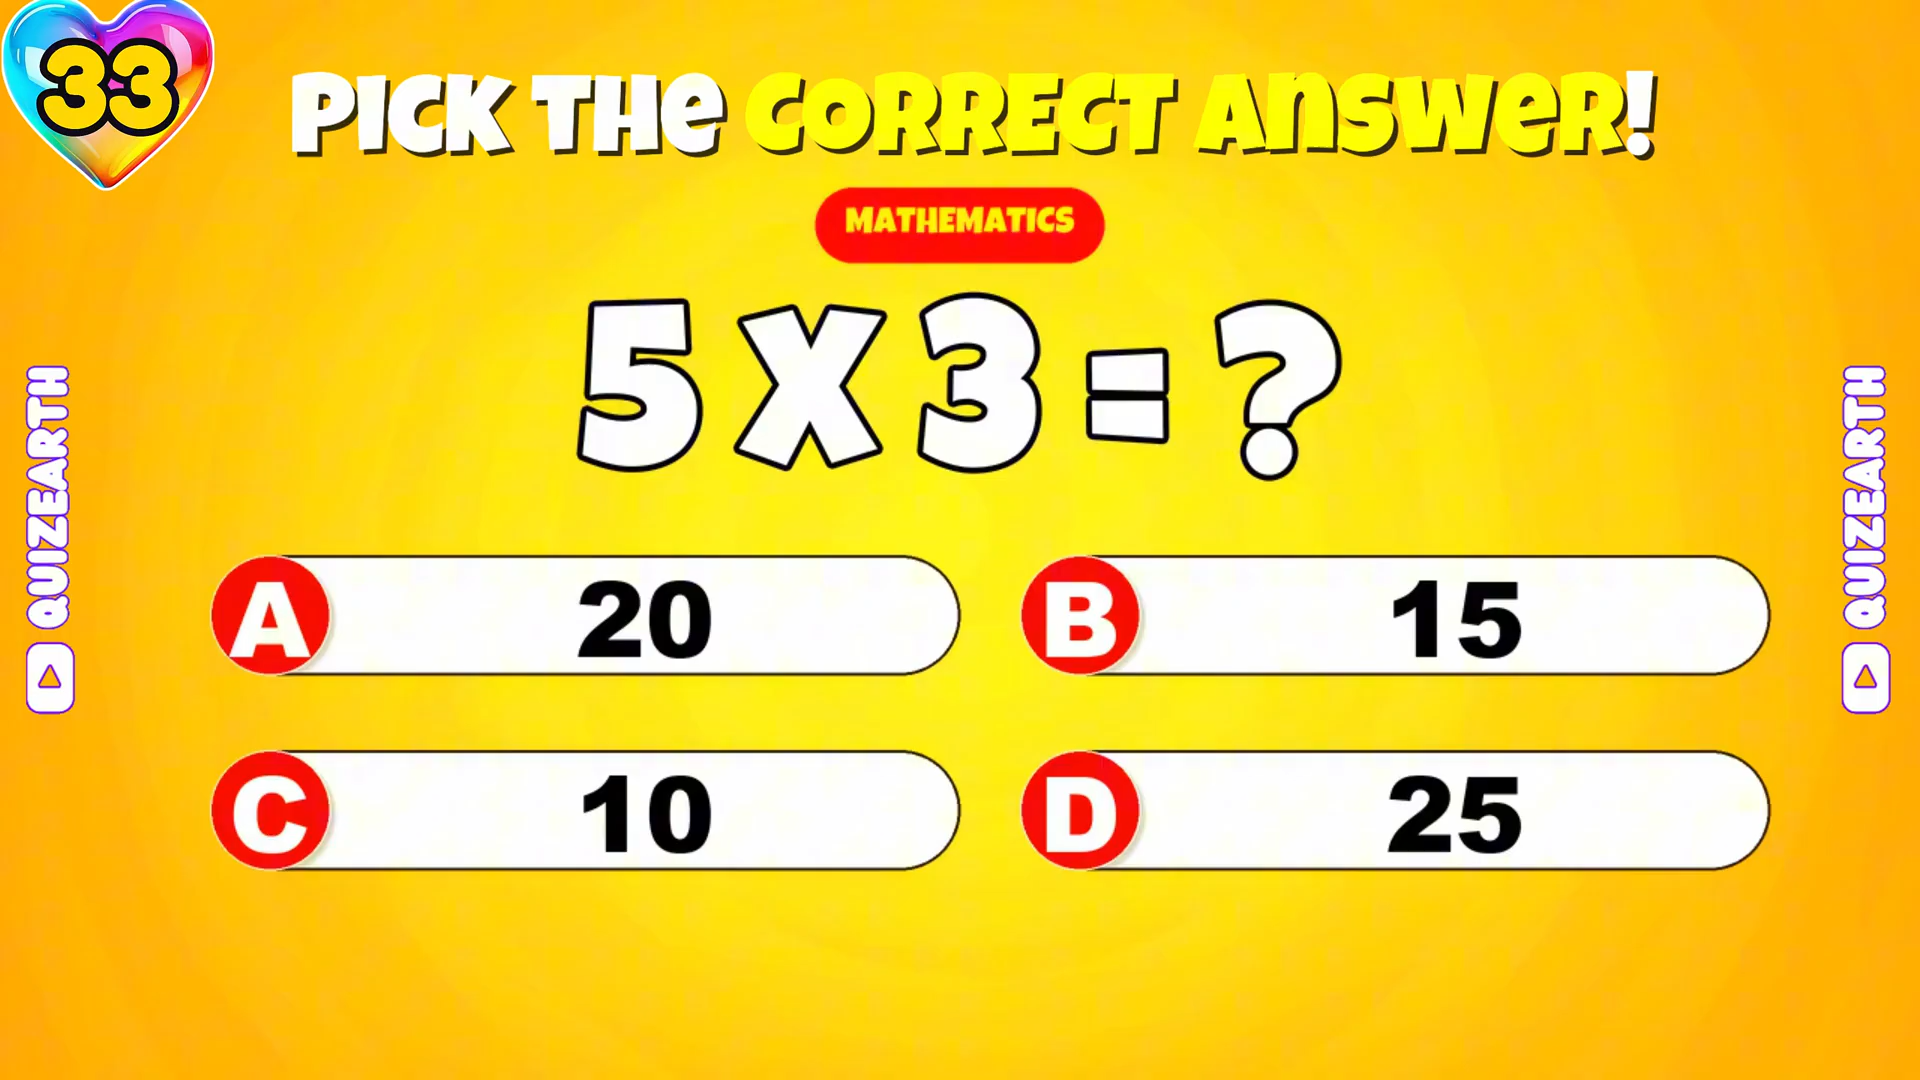 33
PICK THE CORRECT ANSWER!
MATHEMATICS
5 X 3 = ?
A 20
B 15
C 10
D 25
QUIZEARTH
QUIZEARTH